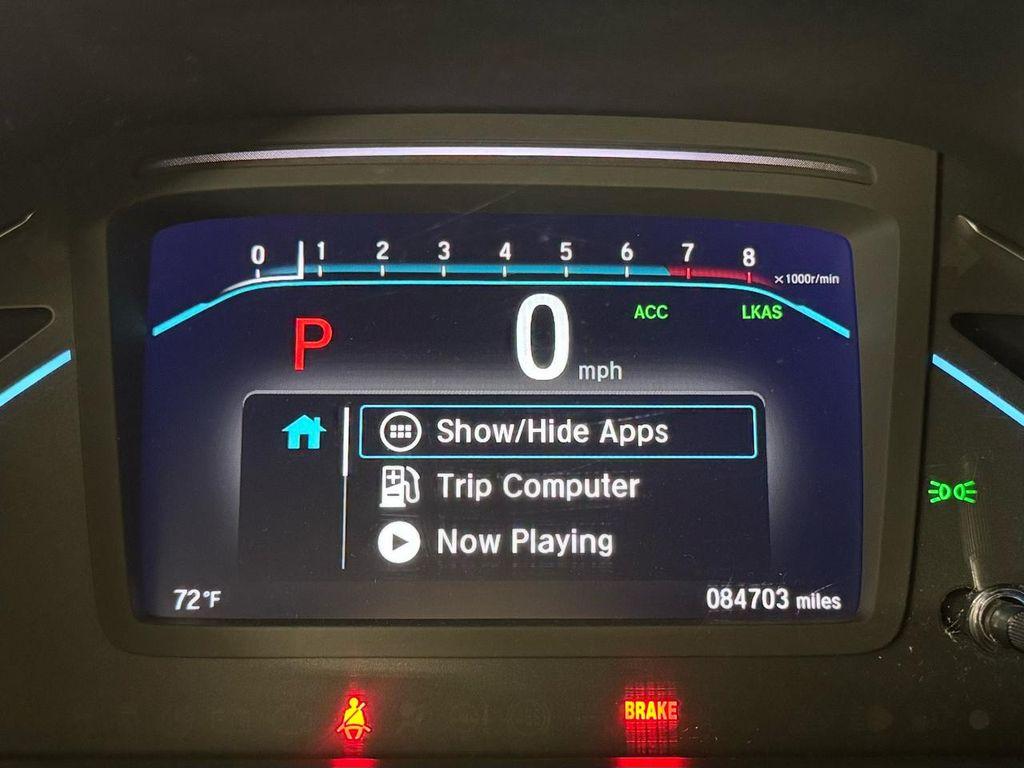 0 1 2 3 4 5 6 7 8
×1000r/min
P 0 mph ACC LKAS
Show/Hide Apps
Trip Computer
Now Playing
72°F 084703 miles
BRAKE